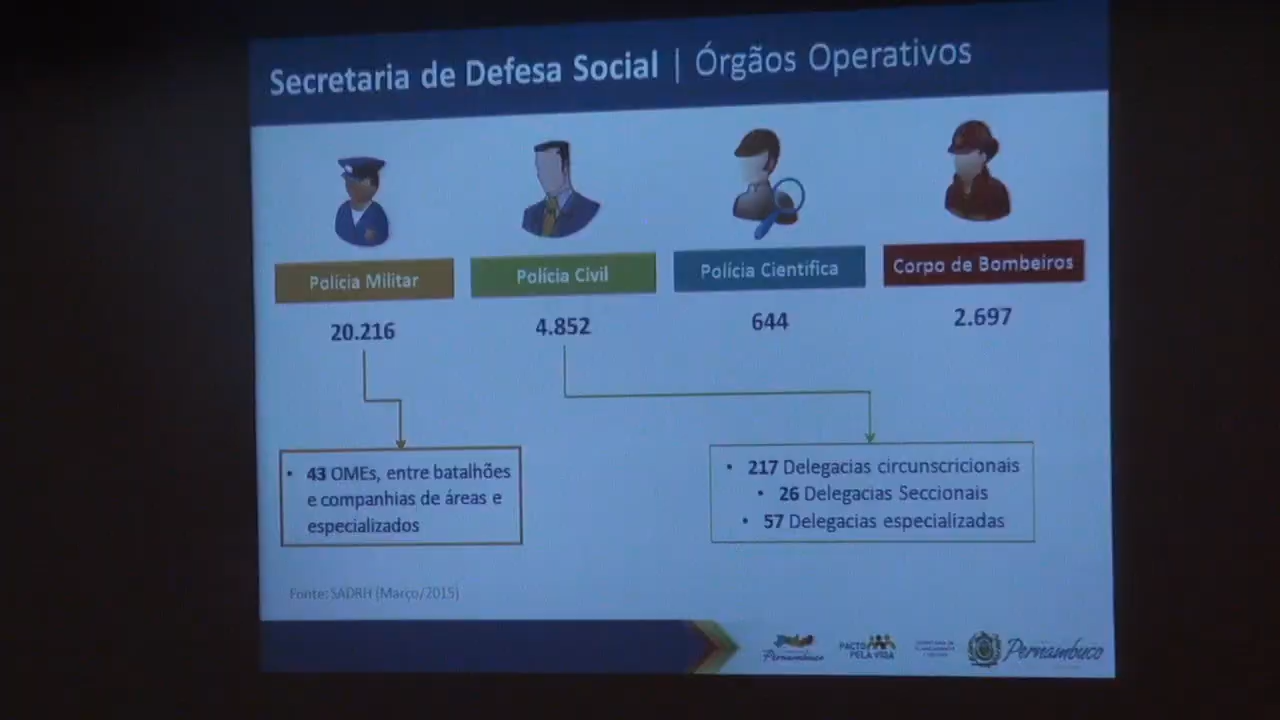 Secretaria de Defesa Social | Órgãos Operativos
Polícia Militar
Polícia Civil
Polícia Científica
Corpo de Bombeiros
20.216
4.852
644
2.697
• 43 OMEs, entre batalhões
e companhias de áreas e
especializados
• 217 Delegacias circunscricionais
• 26 Delegacias Seccionais
• 57 Delegacias especializadas
Fonte: SADRH (Março/2015)
Pernambuco
PACTO
PELA VIDA
Pernambuco